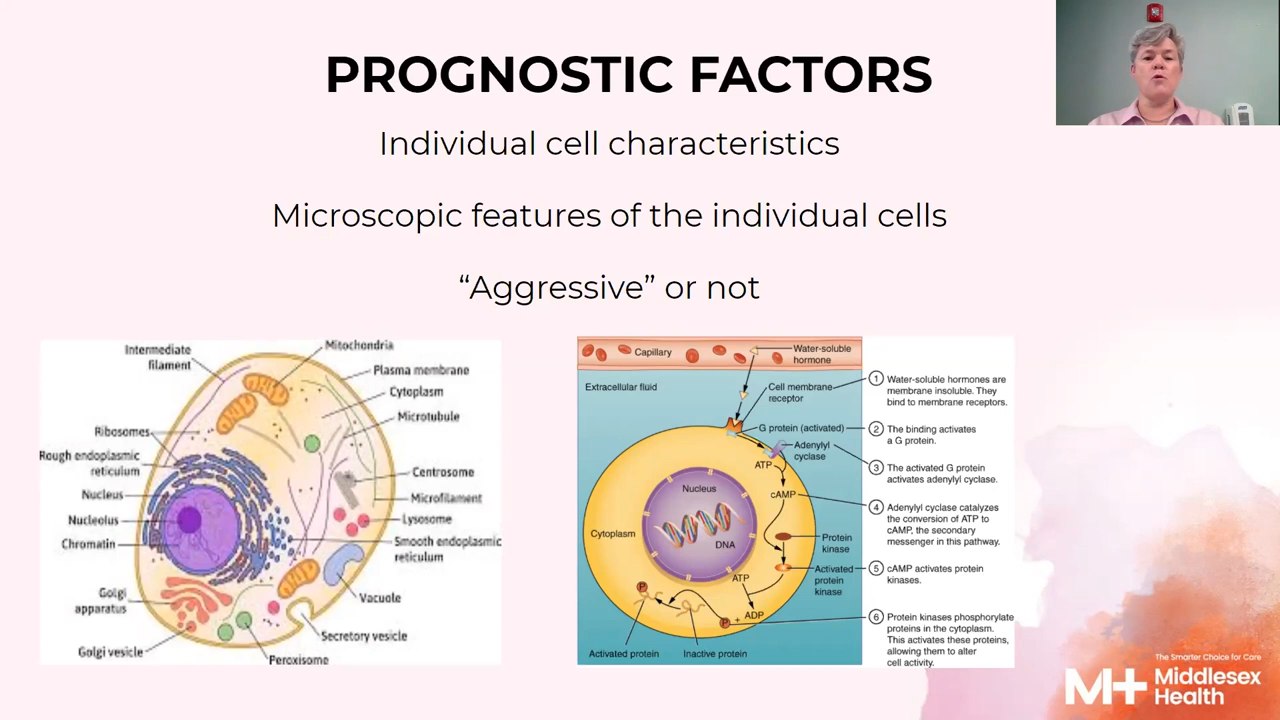 PROGNOSTIC FACTORS
Individual cell characteristics
Microscopic features of the individual cells
“Aggressive” or not
Intermediate
filament
Mitochondria
Plasma membrane
Cytoplasm
Microtubule
Ribosomes
Rough endoplasmic
reticulum
Nucleus
Nucleolus
Chromatin
Golgi
apparatus
Golgi vesicle
Centrosome
Microfilament
Lysosome
Smooth endoplasmic
reticulum
Vacuole
Secretory vesicle
Peroxisome
Capillary
Water-soluble
hormone
Extracellular fluid
Cell membrane
receptor
G protein (activated)
Adenylyl
cyclase
ATP
cAMP
Nucleus
DNA
Cytoplasm
Protein
kinase
Activated
protein
kinase
ATP
ADP
P
P +
Activated protein
Inactive protein
1 Water-soluble hormones are
membrane insoluble. They
bind to membrane receptors.
2 The binding activates
a G protein.
3 The activated G protein
activates adenylyl cyclase.
4 Adenylyl cyclase catalyzes
the conversion of ATP to
cAMP, the secondary
messenger in this pathway.
5 cAMP activates protein
kinases.
6 Protein kinases phosphorylate
proteins in the cytoplasm.
This activates these proteins,
allowing them to alter
cell activity.
The Smarter Choice for Care
M+ Middlesex
Health